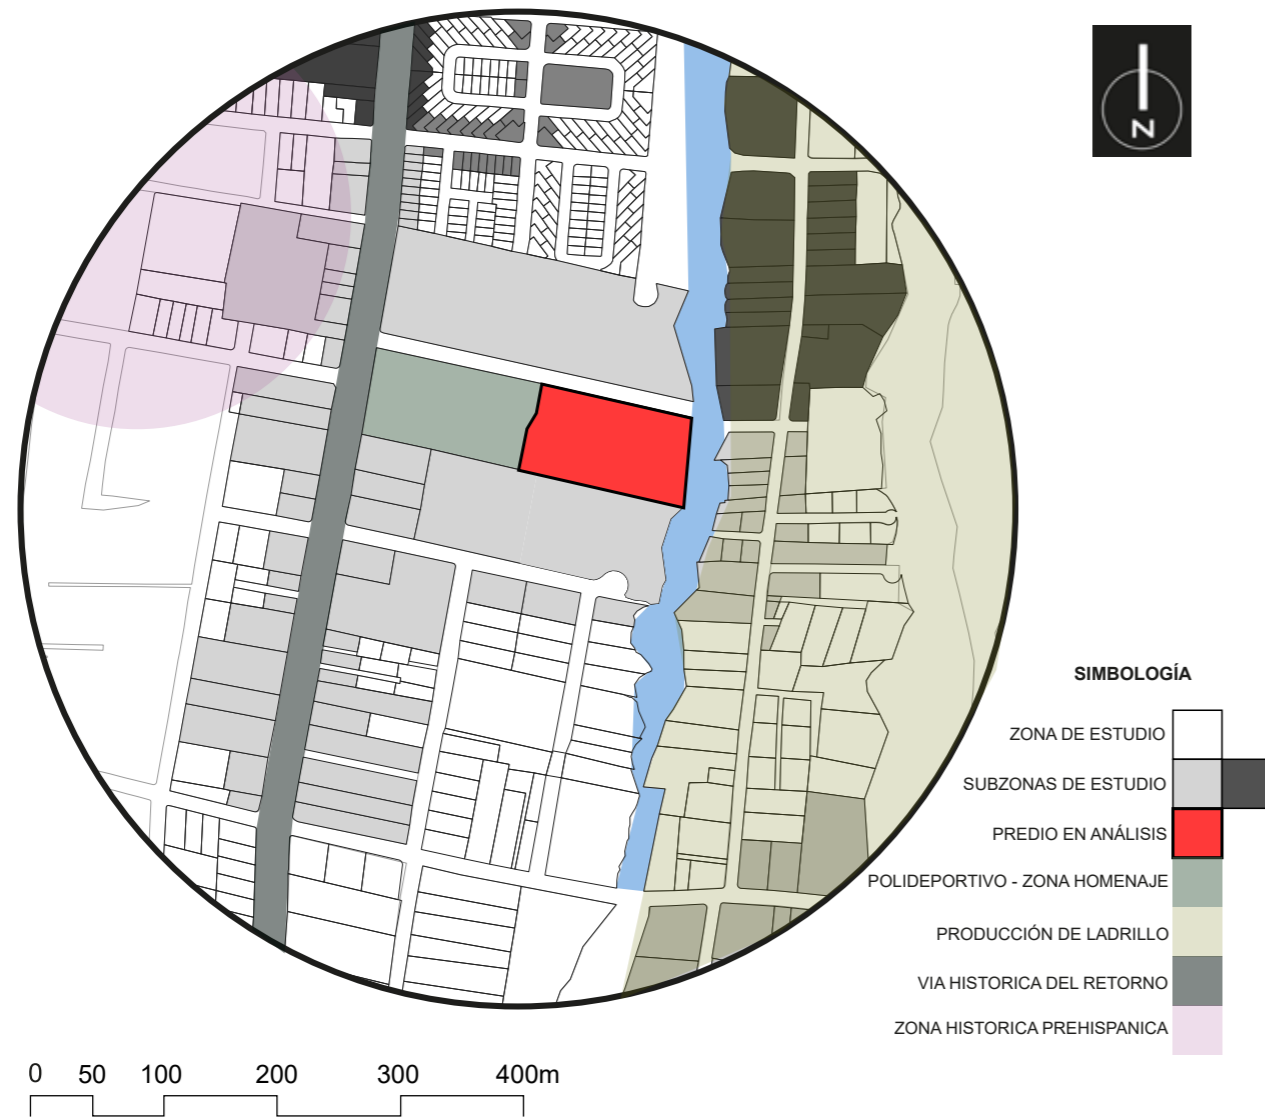 N
SIMBOLOGÍA
ZONA DE ESTUDIO
SUBZONAS DE ESTUDIO
PREDIO EN ANÁLISIS
POLIDEPORTIVO - ZONA HOMENAJE
PRODUCCIÓN DE LADRILLO
VIA HISTORICA DEL RETORNO
ZONA HISTORICA PREHISPANICA
0 50 100 200 300 400m